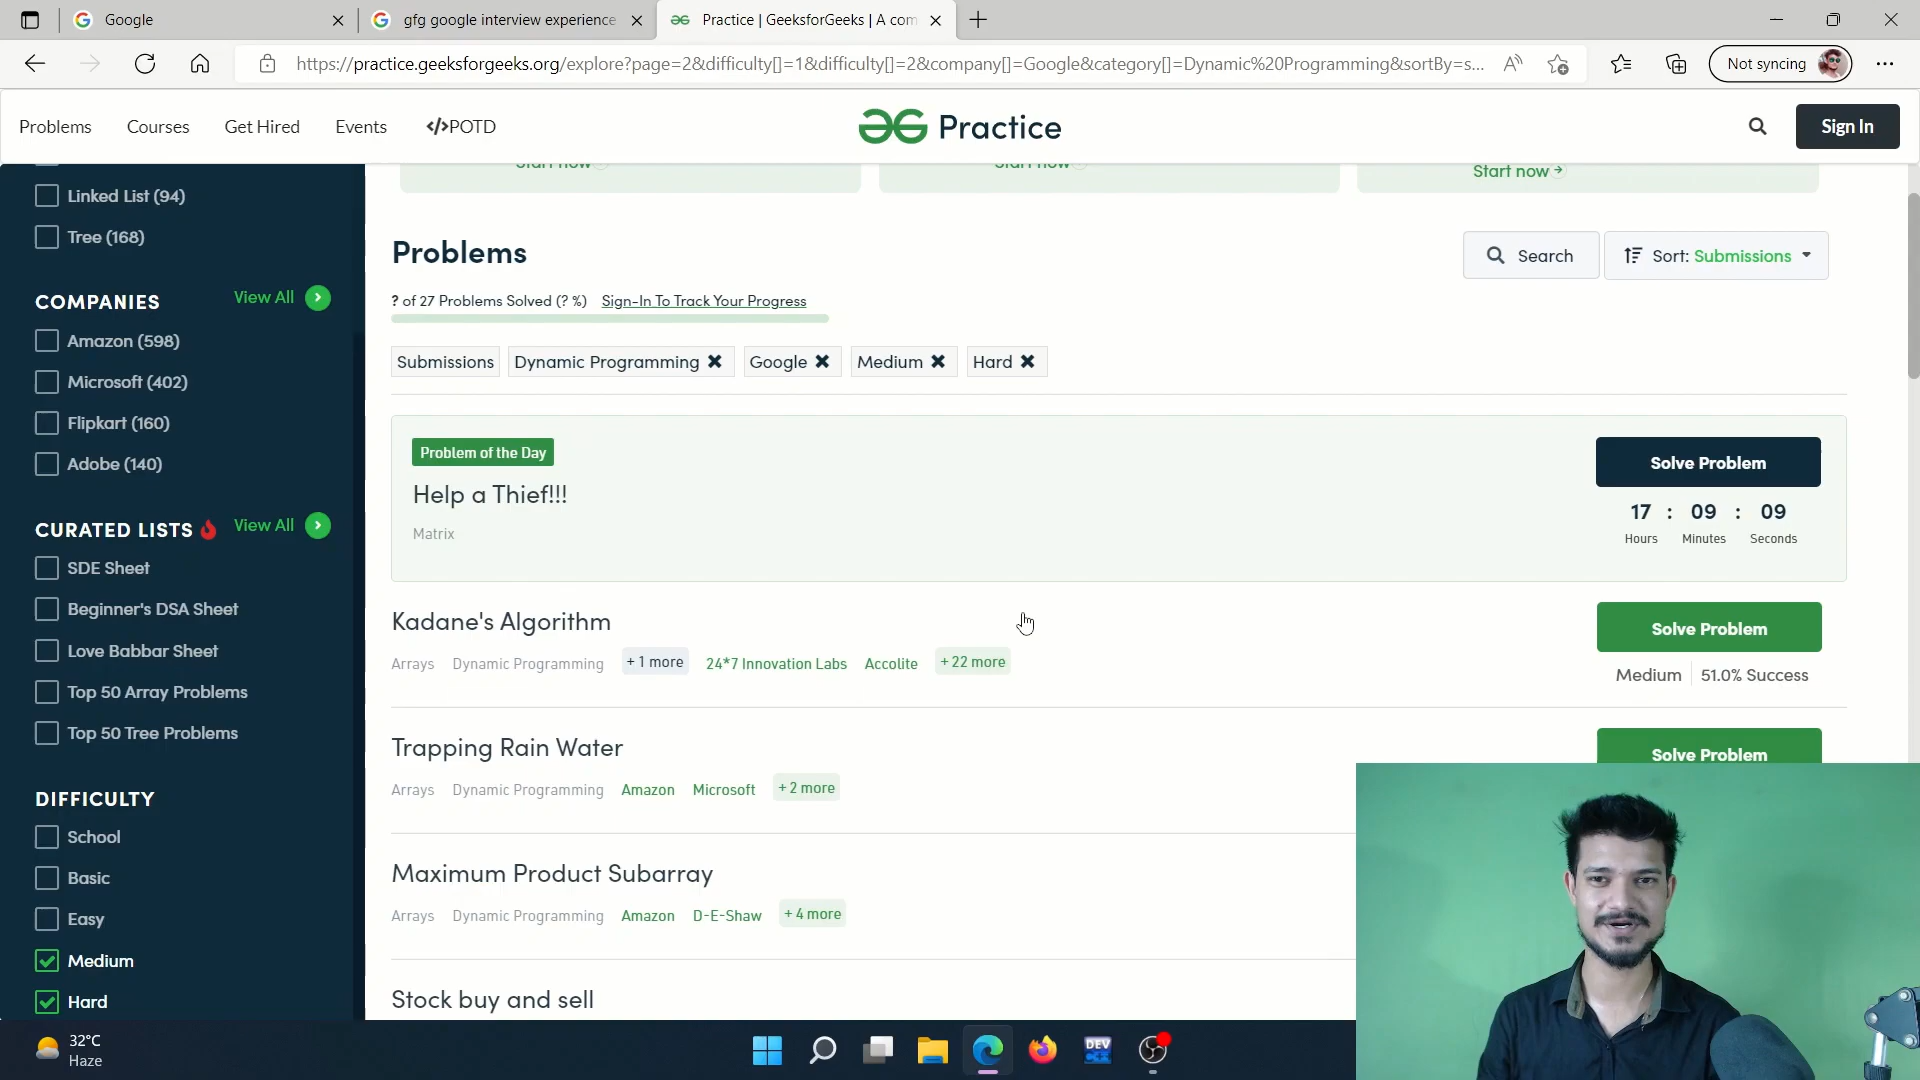 Google
gfg google interview experience
Practice | GeeksforGeeks | A com
https://practice.geeksforgeeks.org/explore?page=2&difficulty[]=1&difficulty[]=2&company[]=Google&category[]=Dynamic%20Programming&sortBy=s...
Not syncing
Problems
Courses
Get Hired
Events
</>POTD
Practice
Sign In
Linked List (94)
Tree (168)
COMPANIES
View All
Amazon (598)
Microsoft (402)
Flipkart (160)
Adobe (140)
CURATED LISTS
View All
SDE Sheet
Beginner's DSA Sheet
Love Babbar Sheet
Top 50 Array Problems
Top 50 Tree Problems
DIFFICULTY
School
Basic
Easy
Medium
Hard
Start now
Start now
Start now
Problems
Search
Sort: Submissions
? of 27 Problems Solved (? %) Sign-In To Track Your Progress
Submissions
Dynamic Programming ✖
Google ✖
Medium ✖
Hard ✖
Problem of the Day
Help a Thief!!!
Matrix
Solve Problem
17 : 09 : 09
Hours Minutes Seconds
Kadane's Algorithm
Arrays Dynamic Programming + 1 more 24*7 Innovation Labs Accolite + 22 more
Solve Problem
Medium | 51.0% Success
Trapping Rain Water
Arrays Dynamic Programming Amazon Microsoft + 2 more
Solve Problem
Maximum Product Subarray
Arrays Dynamic Programming Amazon D-E-Shaw + 4 more
Stock buy and sell
32°C
Haze
DEV